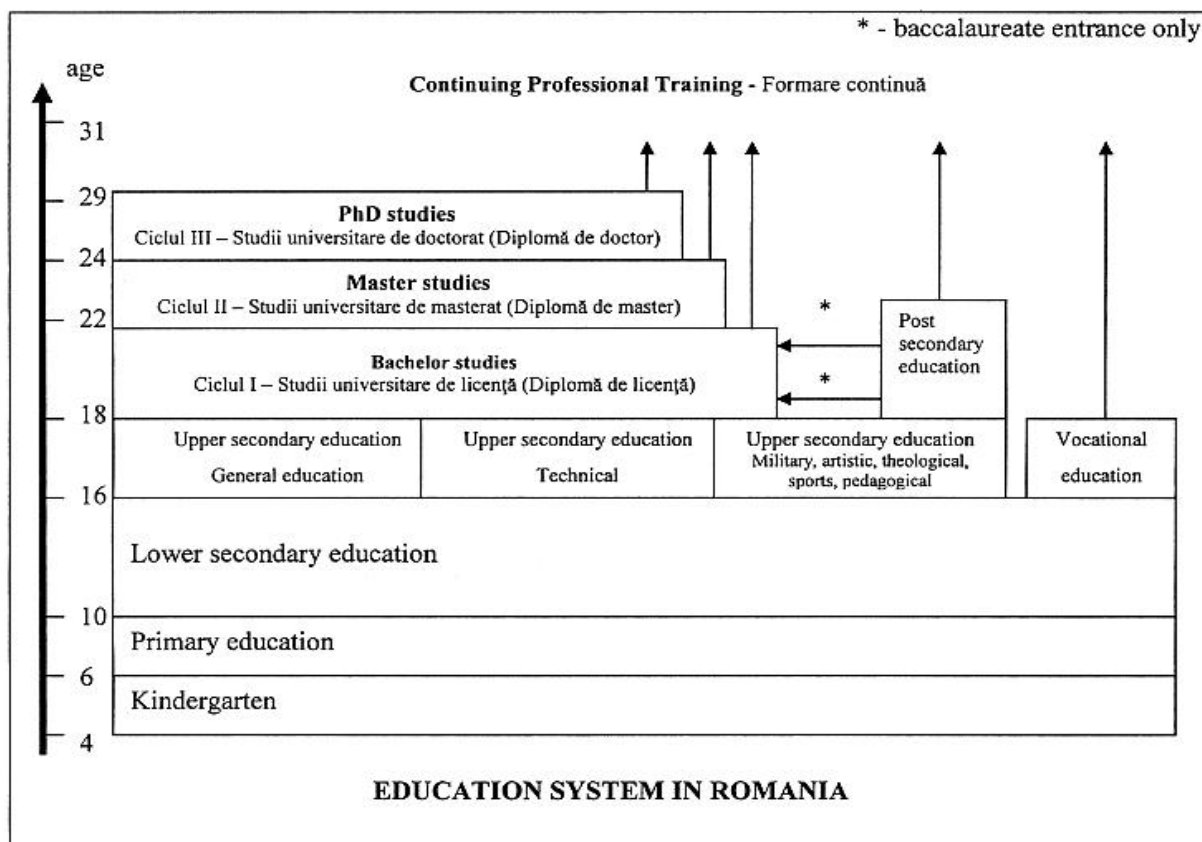 * - baccalaureate entrance only
age
Continuing Professional Training - Formare continuă
31
29
PhD studies
Ciclul III – Studii universitare de doctorat (Diplomă de doctor)
24
Master studies
Ciclul II – Studii universitare de masterat (Diplomă de master)
*
22
Post
secondary
education
Bachelor studies
Ciclul I – Studii universitare de licență (Diplomă de licență)
*
18
Upper secondary education
General education
Upper secondary education
Technical
Upper secondary education
Military, artistic, theological,
sports, pedagogical
Vocational
education
16
Lower secondary education
10
Primary education
6
Kindergarten
4
EDUCATION SYSTEM IN ROMANIA